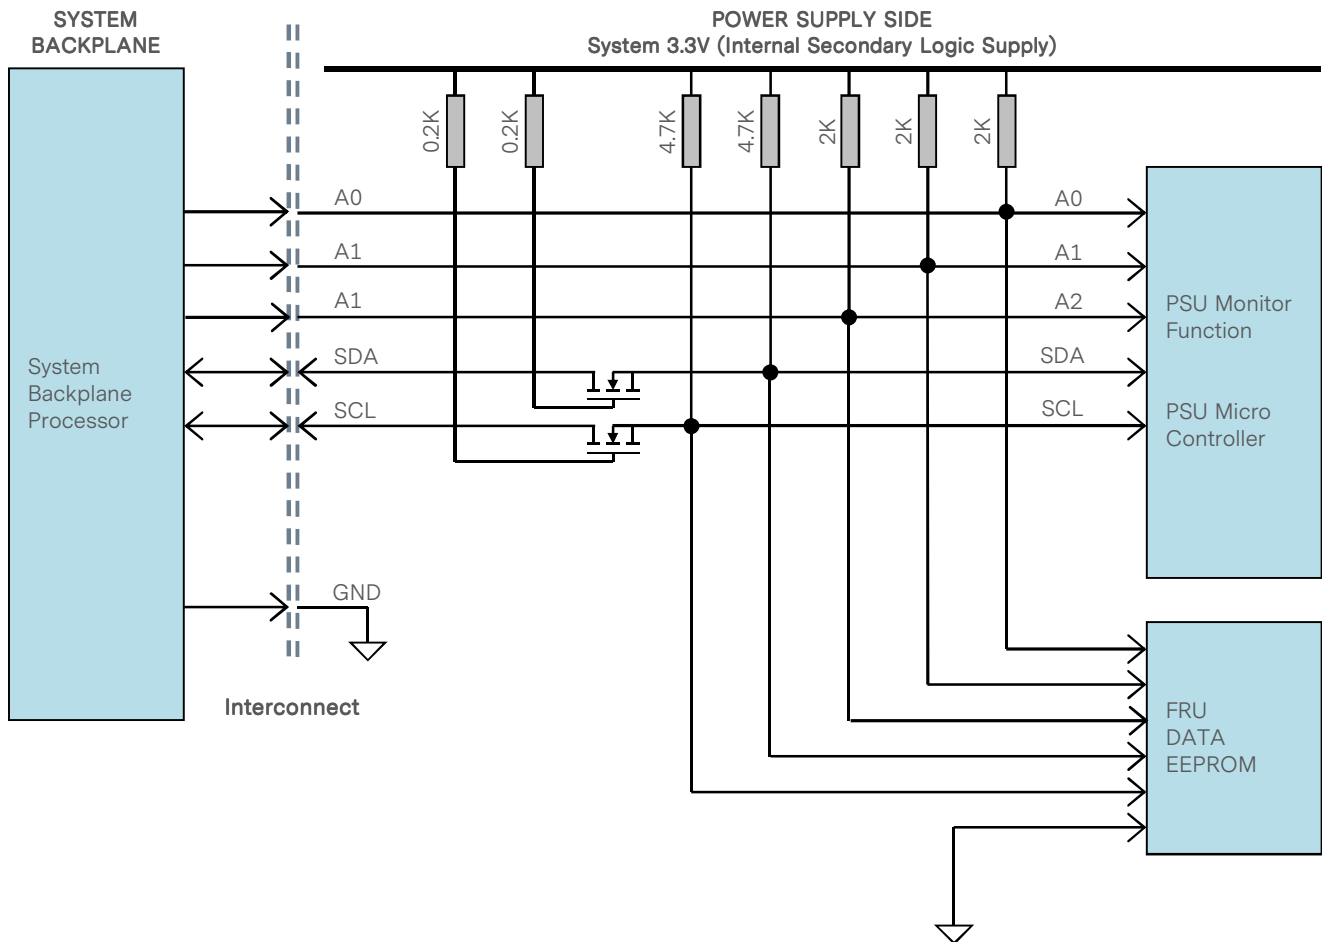 SYSTEM
BACKPLANE
POWER SUPPLY SIDE
System 3.3V (Internal Secondary Logic Supply)
0.2K
0.2K
4.7K
4.7K
2K
2K
2K
A0
A0
A1
A1
A1
A2
SDA
SDA
SCL
SCL
System
Backplane
Processor
PSU Monitor
Function
PSU Micro
Controller
GND
Interconnect
FRU
DATA
EEPROM